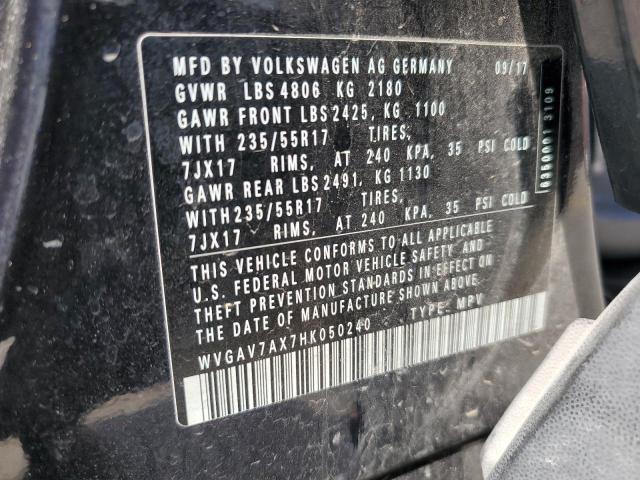 MFD BY VOLKSWAGEN AG GERMANY 09/17
GVWR LBS 4806 KG 2180
GAWR FRONT LBS 2425, KG 1100
WITH 235/55R17 TIRES,
7JX17 RIMS, AT 240 KPA, 35 PSI COLD
GAWR REAR LBS 2491, KG 1130
WITH 235/55R17 TIRES,
7JX17 RIMS, AT 240 KPA, 35 PSI COLD
THIS VEHICLE CONFORMS TO ALL APPLICABLE
U.S. FEDERAL MOTOR VEHICLE SAFETY AND
THEFT PREVENTION STANDARDS IN EFFECT ON
THE DATE OF MANUFACTURE SHOWN ABOVE.
WVGAV7AX7HK050240 TYPE: MPV